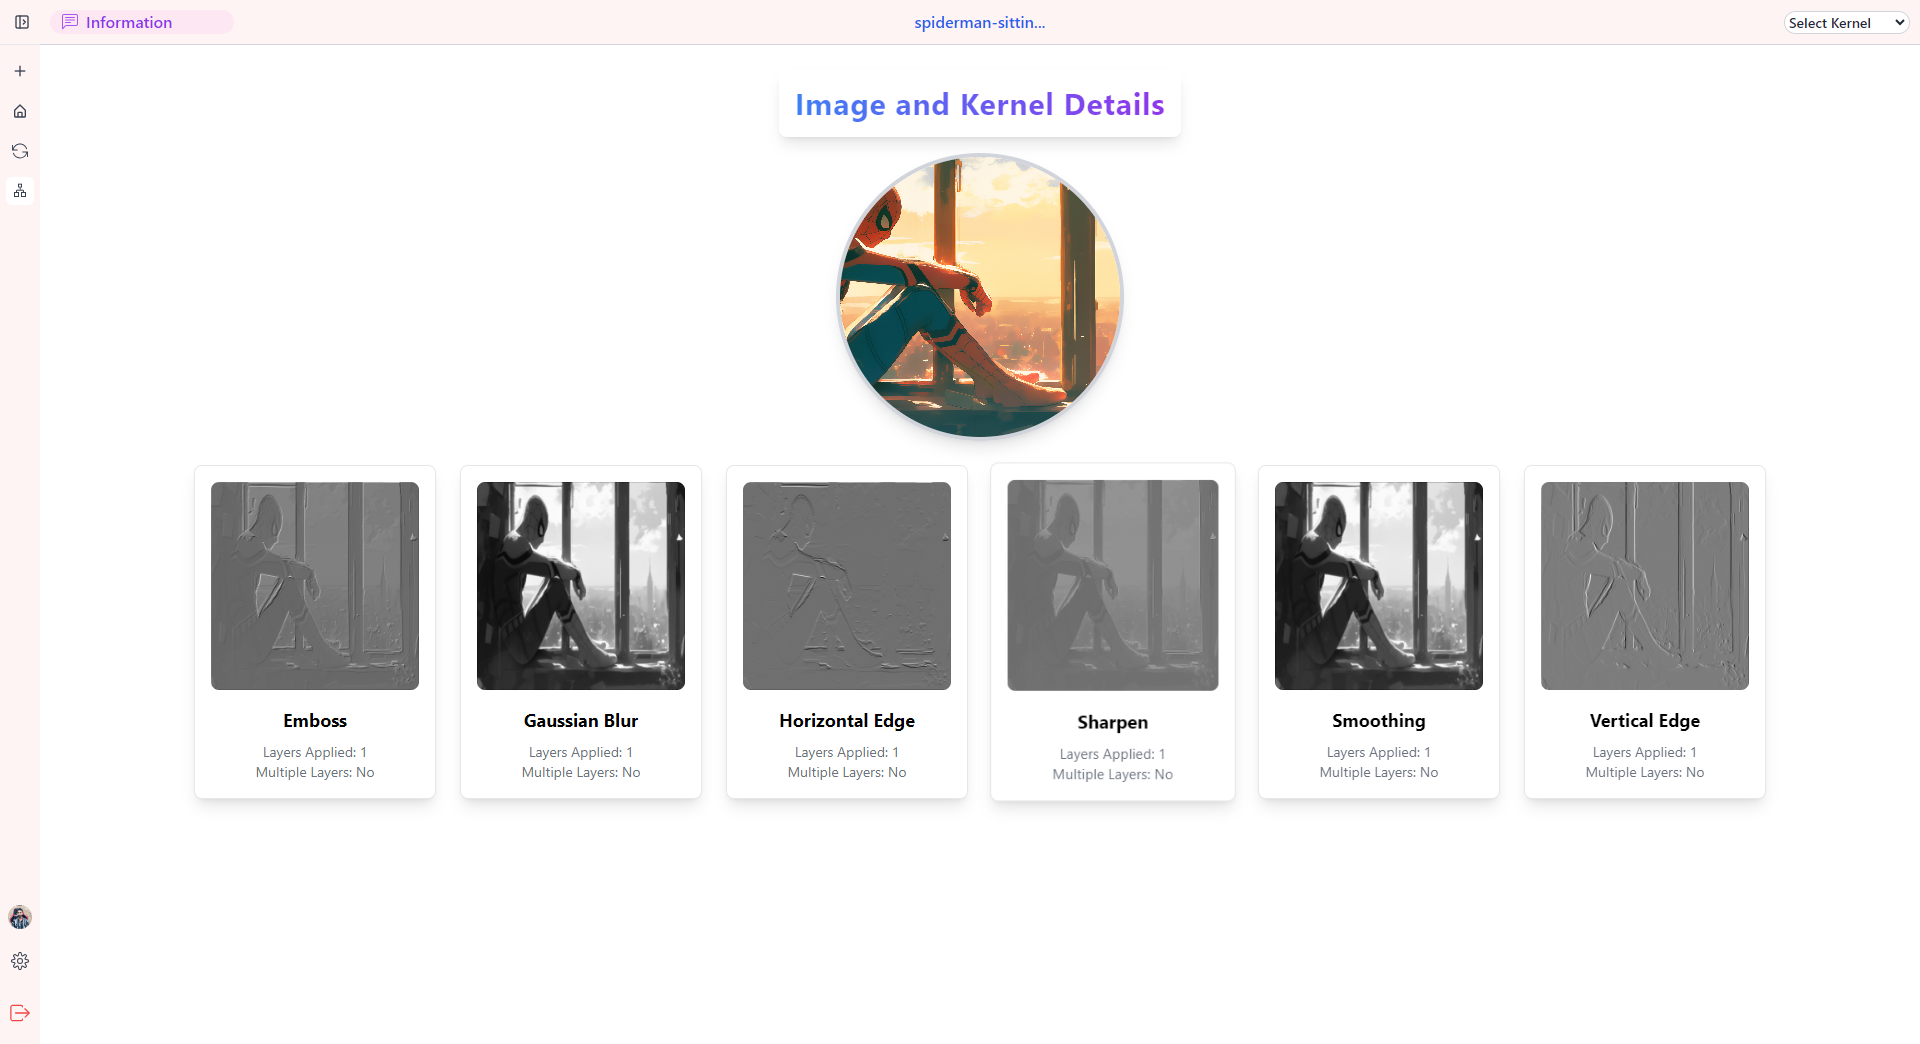 Information
spiderman-sittin...
Select Kernel
Image and Kernel Details
Emboss
Layers Applied: 1
Multiple Layers: No
Gaussian Blur
Layers Applied: 1
Multiple Layers: No
Horizontal Edge
Layers Applied: 1
Multiple Layers: No
Sharpen
Layers Applied: 1
Multiple Layers: No
Smoothing
Layers Applied: 1
Multiple Layers: No
Vertical Edge
Layers Applied: 1
Multiple Layers: No